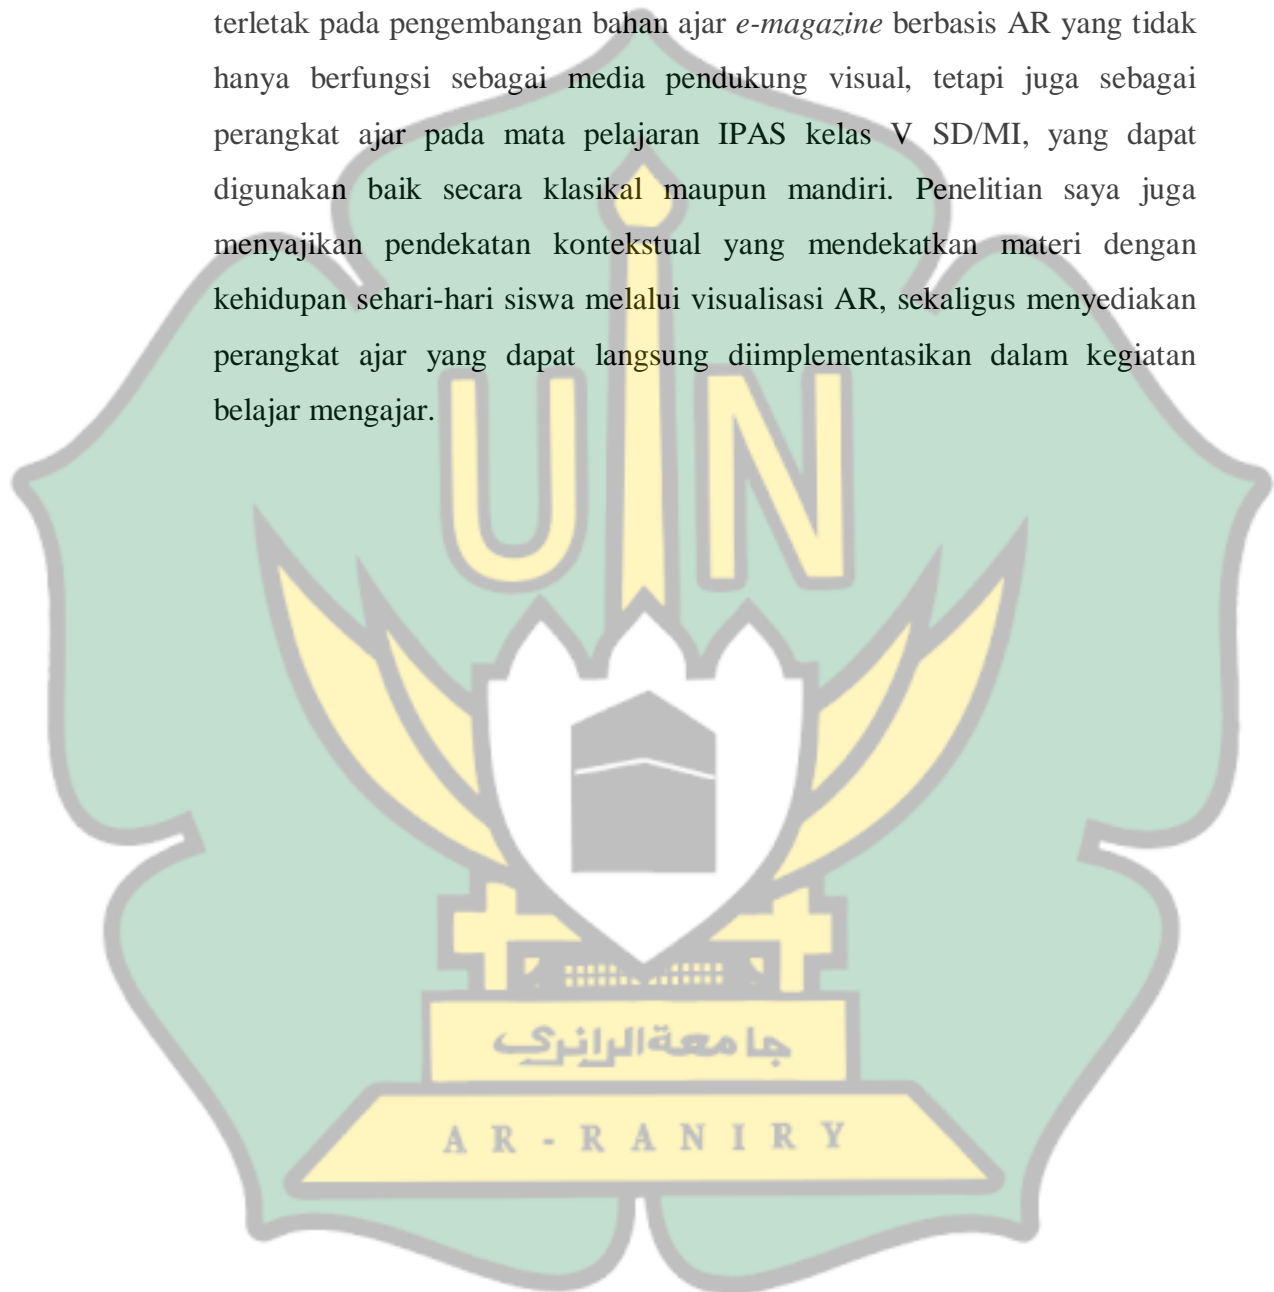 terletak pada pengembangan bahan ajar e-magazine berbasis AR yang tidak
hanya berfungsi sebagai media pendukung visual, tetapi juga sebagai
perangkat ajar pada mata pelajaran IPAS kelas V SD/MI, yang dapat
digunakan baik secara klasikal maupun mandiri. Penelitian saya juga
menyajikan pendekatan kontekstual yang mendekatkan materi dengan
kehidupan sehari-hari siswa melalui visualisasi AR, sekaligus menyediakan
perangkat ajar yang dapat langsung diimplementasikan dalam kegiatan
belajar mengajar.
U N
جامعةالرانري
AR-RANIRY